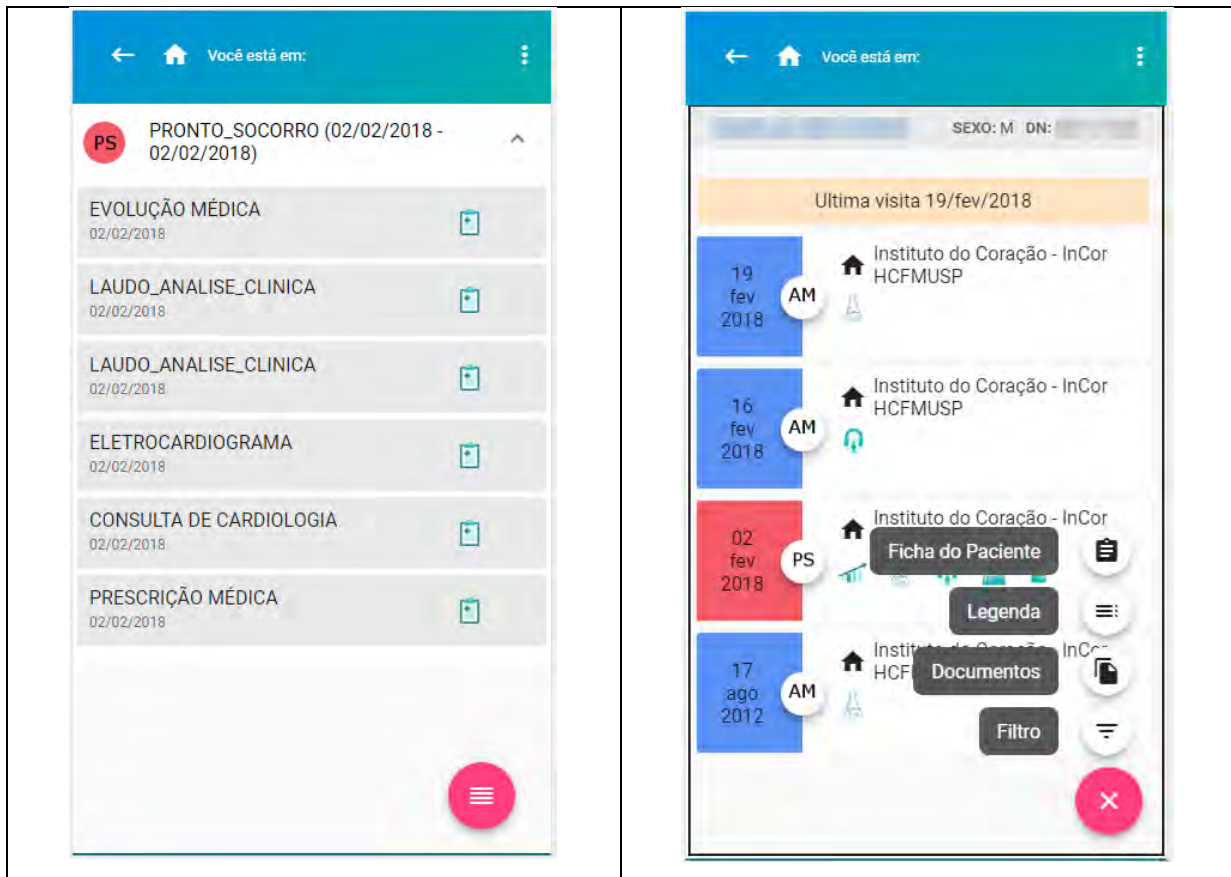 Você está em:
PS
PRONTO_SOCORRO (02/02/2018 -
02/02/2018)
EVOLUÇÃO MÉDICA
02/02/2018
LAUDO_ANALISE_CLINICA
02/02/2018
LAUDO_ANALISE_CLINICA
02/02/2018
ELETROCARDIOGRAMA
02/02/2018
CONSULTA DE CARDIOLOGIA
02/02/2018
PRESCRIÇÃO MÉDICA
02/02/2018
Você está em:
SEXO: M DN:
Ultima visita 19/fev/2018
19
fev
2018
AM
Instituto do Coração - InCor
HCFMUSP
16
fev
2018
AM
Instituto do Coração - InCor
HCFMUSP
02
fev
2018
PS
Instituto do Coração - InCor
Ficha do Paciente
Legenda
17
ago
2012
AM
Documentos
Filtro